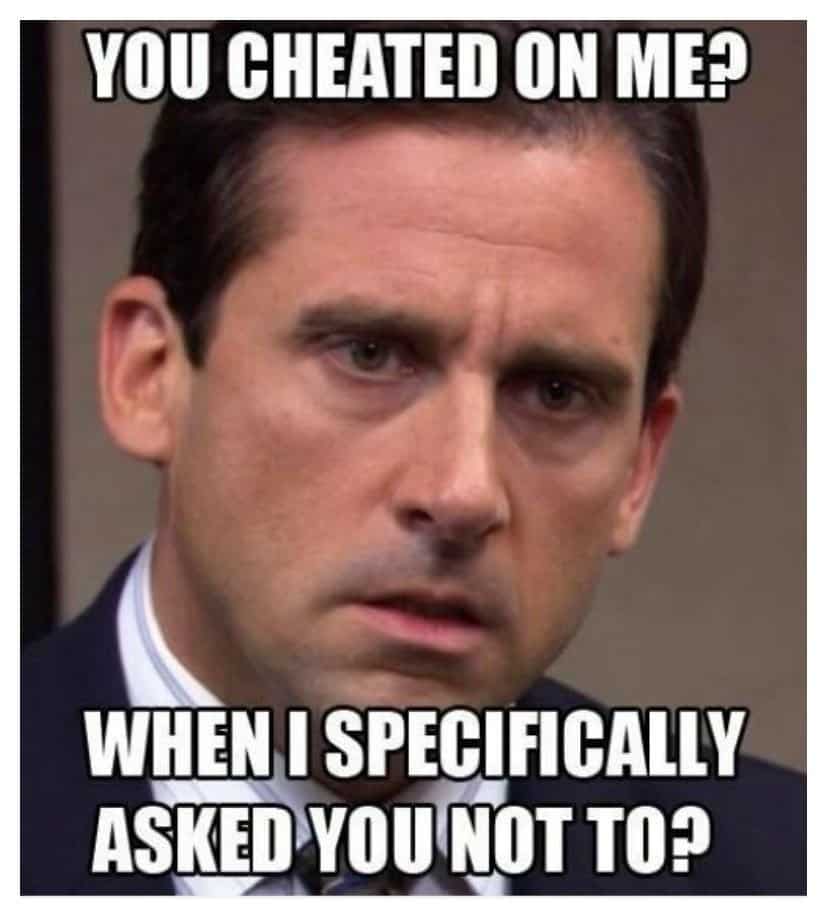 YOU CHEATED ON ME?
WHEN I SPECIFICALLY
ASKED YOU NOT TO?